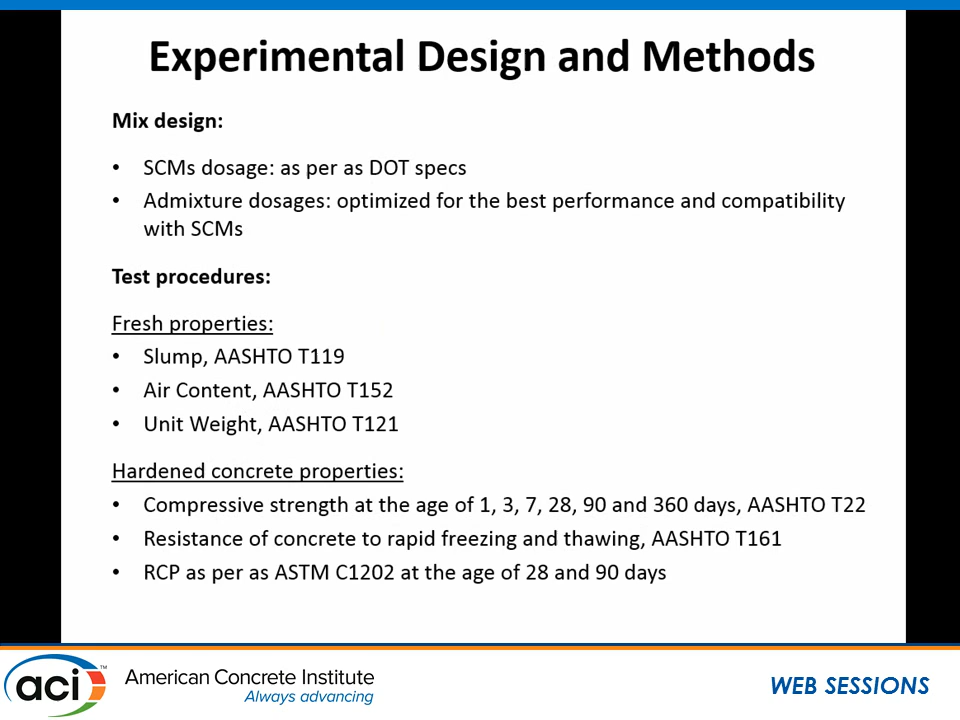 Experimental Design and Methods
Mix design:
• SCMs dosage: as per as DOT specs
• Admixture dosages: optimized for the best performance and compatibility
with SCMs
Test procedures:
Fresh properties:
• Slump, AASHTO T119
• Air Content, AASHTO T152
• Unit Weight, AASHTO T121
Hardened concrete properties:
• Compressive strength at the age of 1, 3, 7, 28, 90 and 360 days, AASHTO T22
• Resistance of concrete to rapid freezing and thawing, AASHTO T161
• RCP as per as ASTM C1202 at the age of 28 and 90 days
aci™
American Concrete Institute
Always advancing
WEB SESSIONS